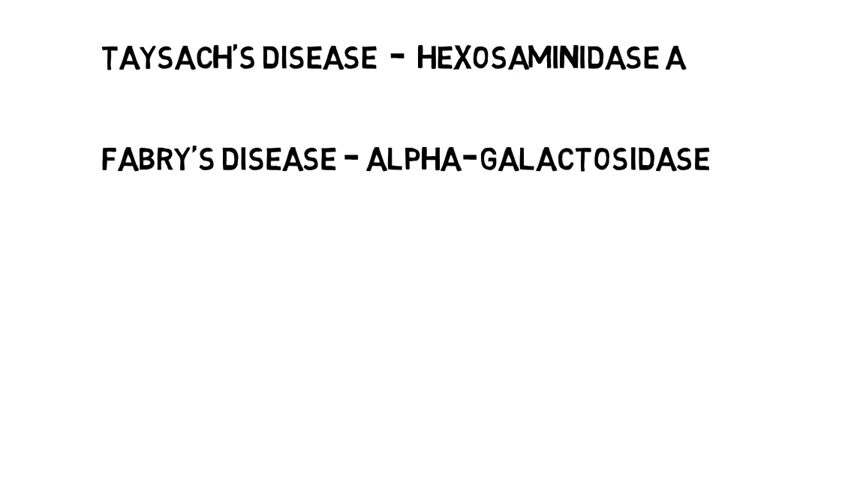 TAYSACH'S DISEASE - HEXOSAMINIDASE A
FABRY'S DISEASE - ALPHA-GALACTOSIDASE